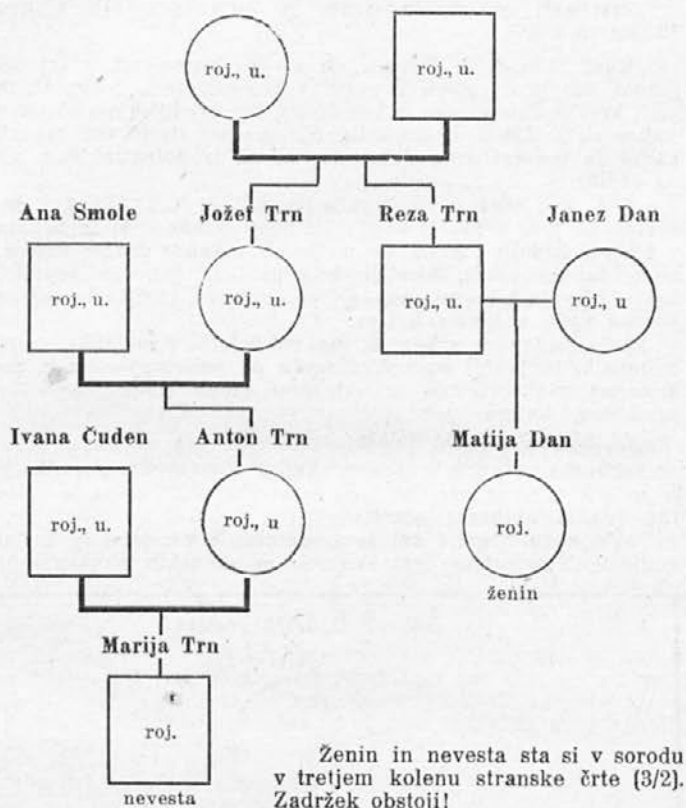 roj., u.
roj., u.
Ana Smole
Jožef Trn
Reza Trn
Janez Dan
roj., u.
roj., u.
roj., u.
roj., u
Ivana Čuden
Anton Trn
Matija Dan
roj., u.
roj., u
roj.
ženin
Marija Trn
roj.
nevesta
Ženin in nevesta sta si v sorodu
v tretjem kolenu stranske črte (3/2).
Zadržek obstoji!